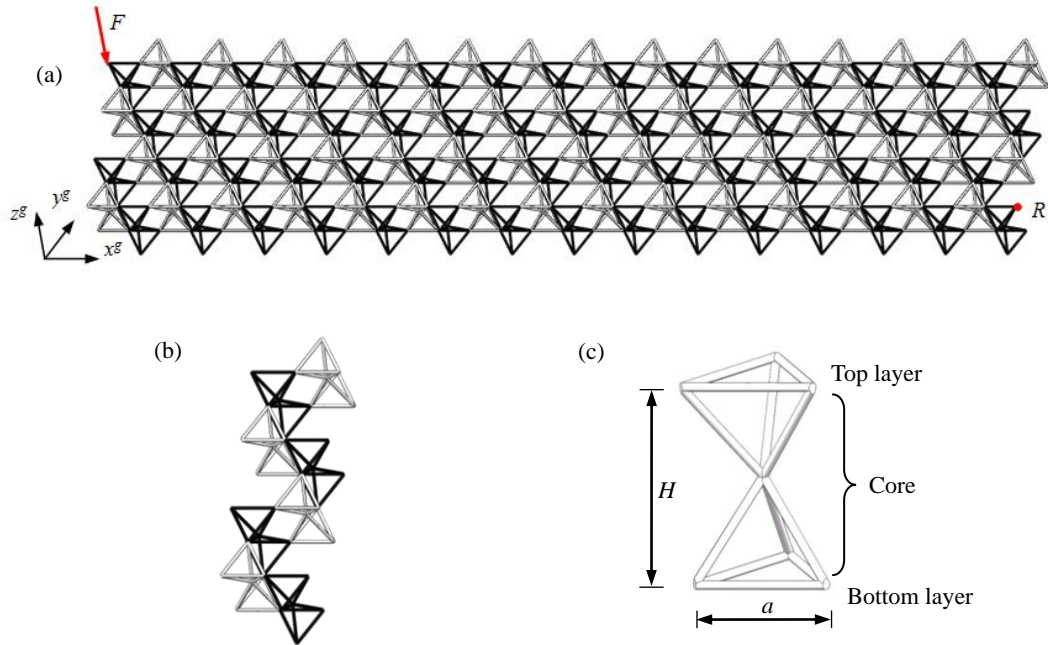 F
(a)
z^g
y^g
x^g
R
(b)
(c)
Top layer
H
Core
Bottom layer
a